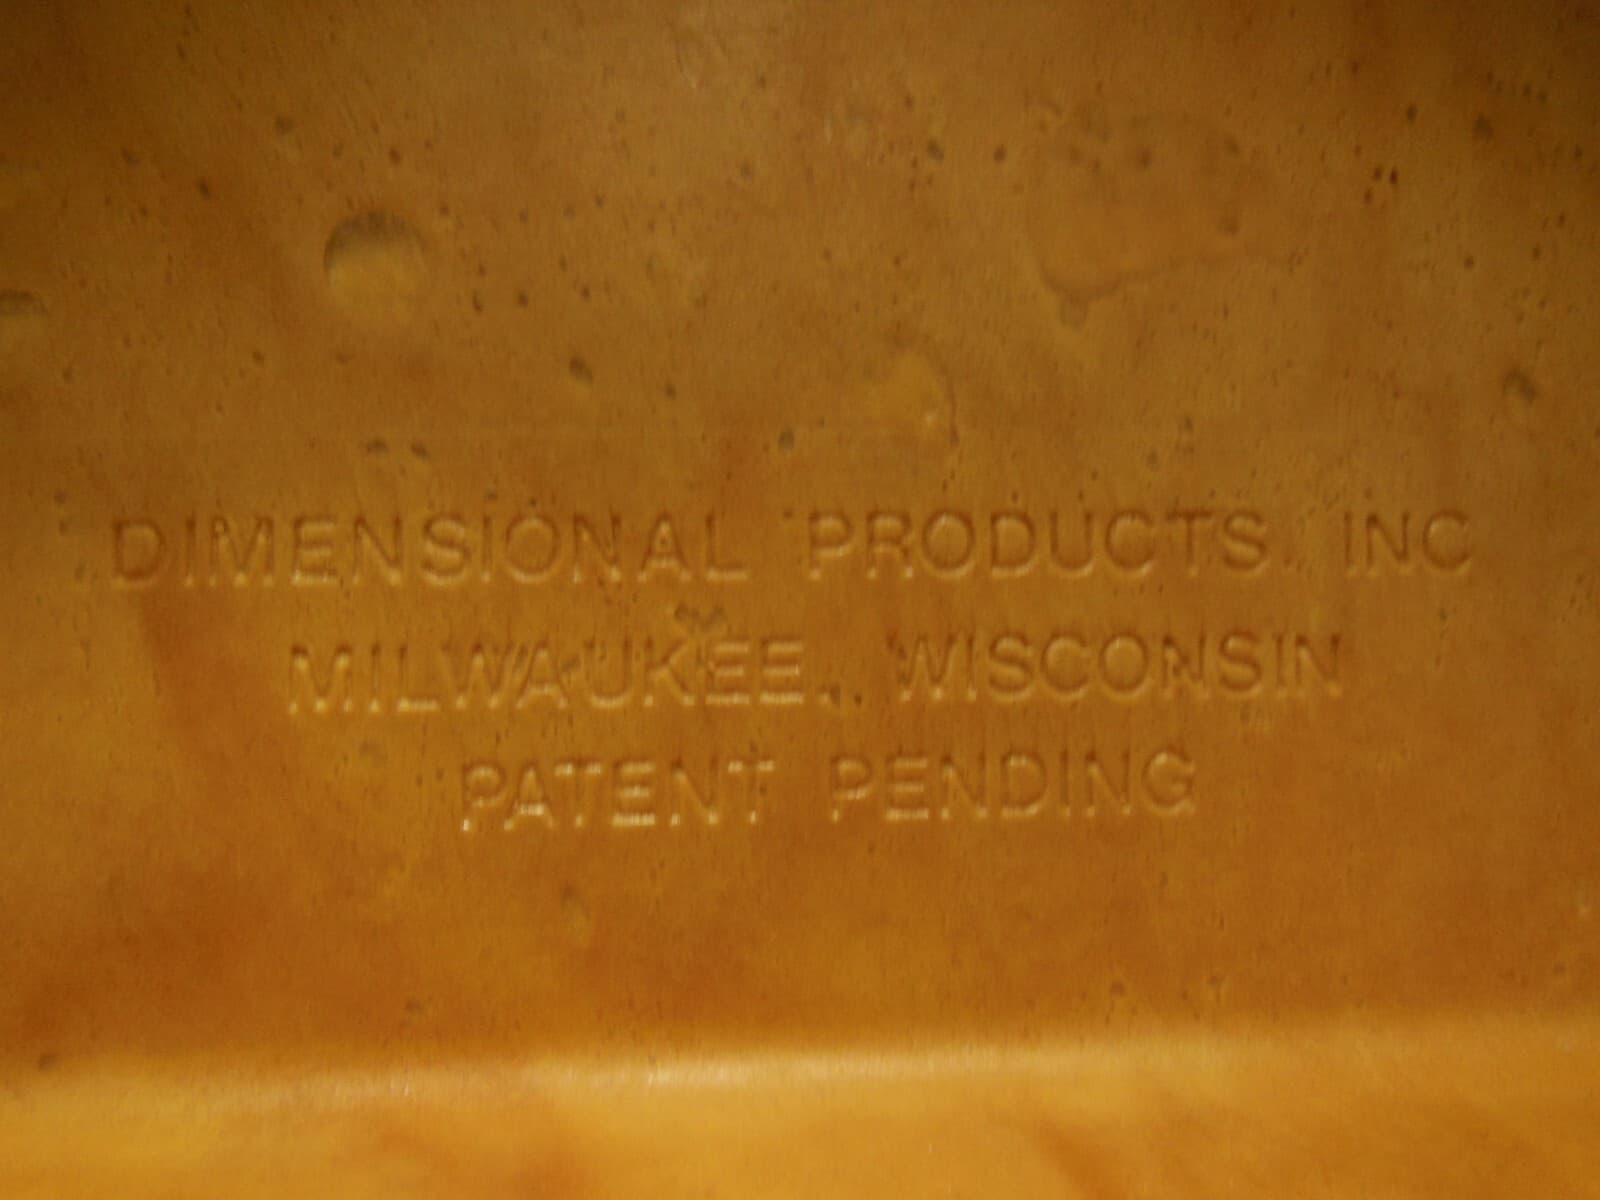 DIMENSIONAL PRODUCTS. INC
MILWAUKEE, WISCONSIN
PATENT PENDING